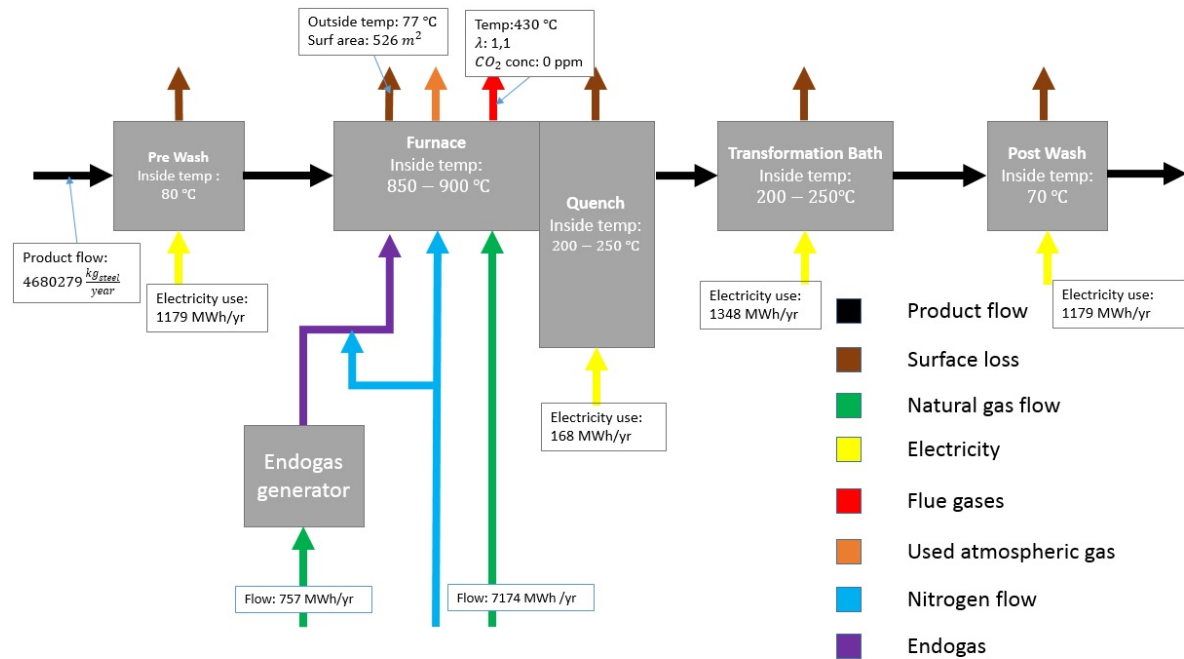 Outside temp: 77 °C
Surf area: 526 m²
Temp:430 °C
λ: 1,1
CO₂ conc: 0 ppm
Pre Wash
Inside temp :
80 °C
Furnace
Inside temp:
850 – 900 °C
Quench
Inside temp:
200 – 250 °C
Transformation Bath
Inside temp:
200 – 250°C
Post Wash
Inside temp:
70 °C
Product flow:
4680279 kg_steel/year
Electricity use:
1179 MWh/yr
Electricity use:
168 MWh/yr
Electricity use:
1348 MWh/yr
Electricity use:
1179 MWh/yr
Endogas
generator
Flow: 757 MWh/yr
Flow: 7174 MWh /yr
Product flow
Surface loss
Natural gas flow
Electricity
Flue gases
Used atmospheric gas
Nitrogen flow
Endogas